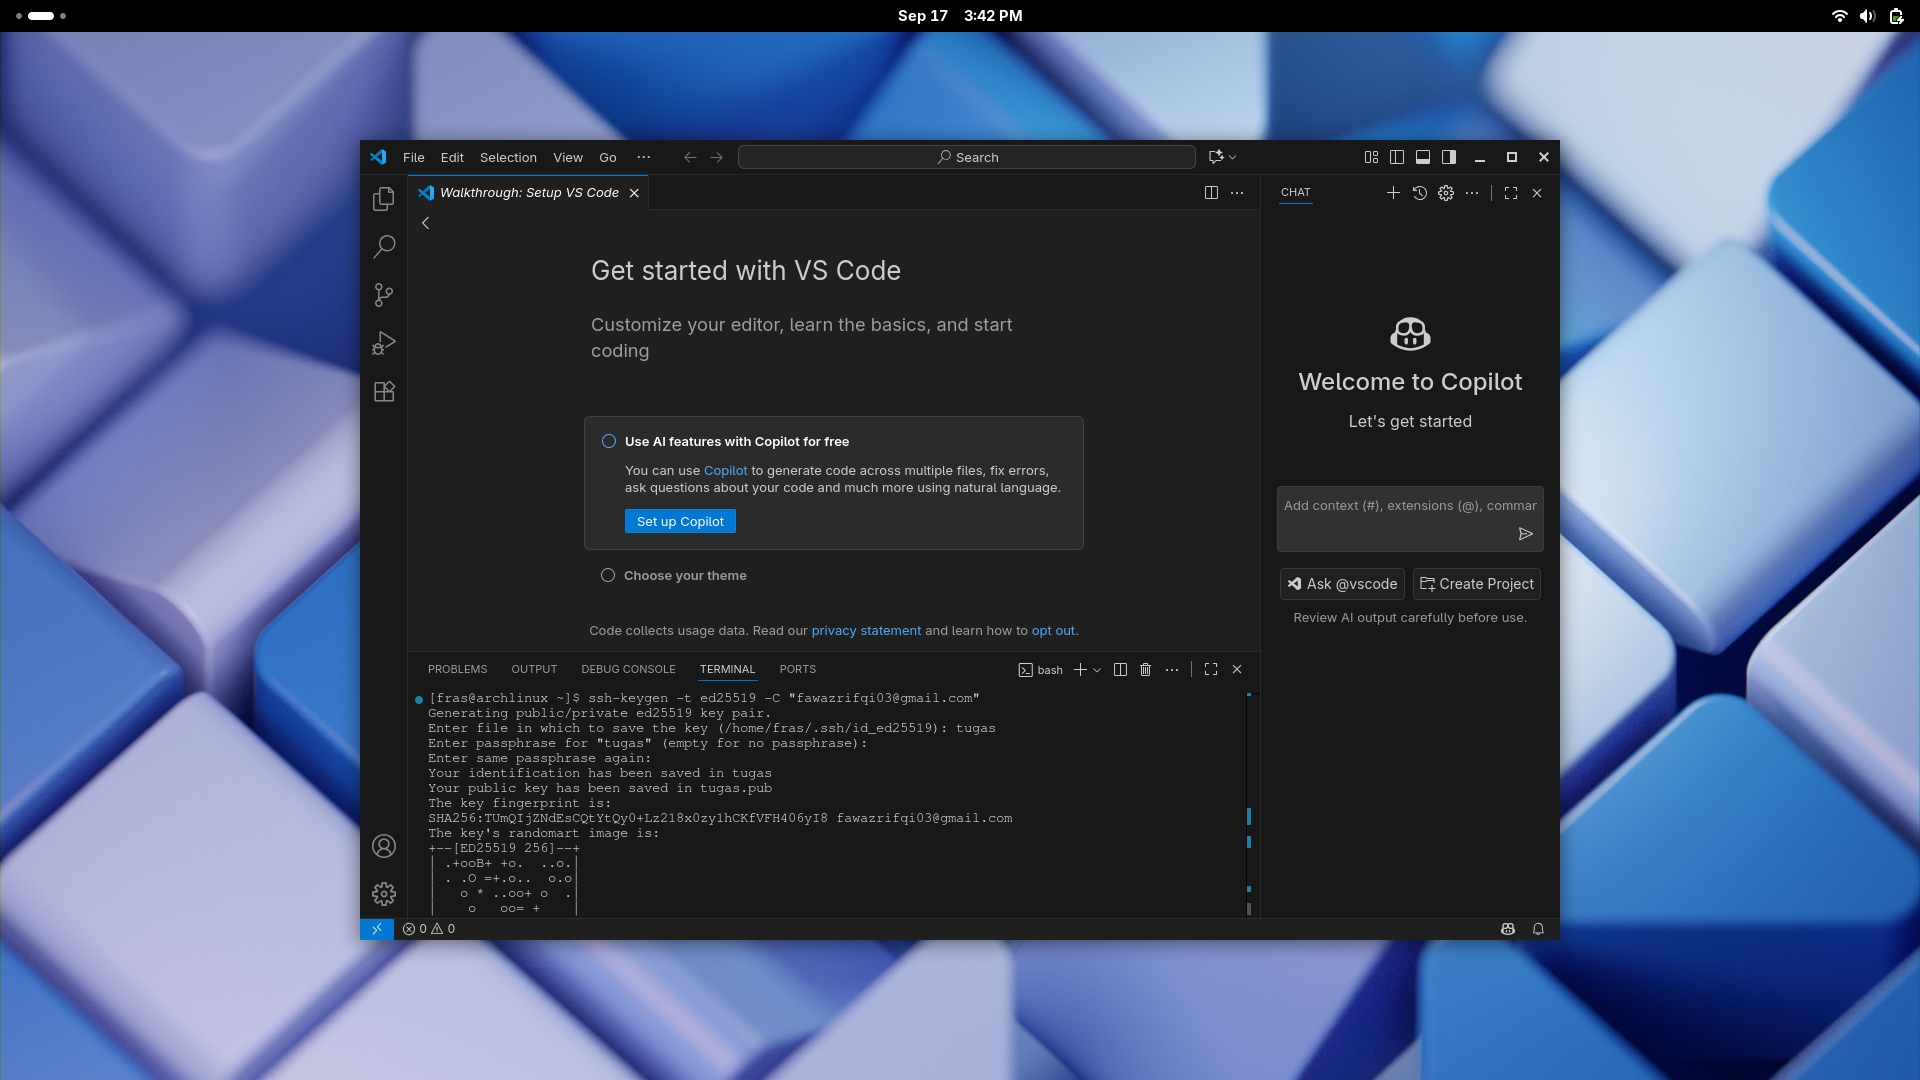 Sep 17 3:42 PM
File Edit Selection View Go ··· Search
Walkthrough: Setup VS Code
Get started with VS Code
Customize your editor, learn the basics, and start
coding
Use AI features with Copilot for free
You can use Copilot to generate code across multiple files, fix errors,
ask questions about your code and much more using natural language.
Set up Copilot
Choose your theme
Code collects usage data. Read our privacy statement and learn how to opt out.
CHAT
Welcome to Copilot
Let's get started
Add context (#), extensions (@), commar
Ask @vscode Create Project
Review AI output carefully before use.
PROBLEMS OUTPUT DEBUG CONSOLE TERMINAL PORTS bash
[fras@archlinux ~]$ ssh-keygen -t ed25519 -C "fawazrifqi03@gmail.com"
Generating public/private ed25519 key pair.
Enter file in which to save the key (/home/fras/.ssh/id_ed25519): tugas
Enter passphrase for "tugas" (empty for no passphrase):
Enter same passphrase again:
Your identification has been saved in tugas
Your public key has been saved in tugas.pub
The key fingerprint is:
SHA256:TUmQIjZNdEsCQtYtQy0+Lz218x0zy1hCKfVFH406yI8 fawazrifqi03@gmail.com
The key's randomart image is:
+--[ED25519 256]--+
| .+ooB+ +o.  ..o.|
| . .O =+.o..  o.o|
|   o * ..oo+ o  .|
|    o   oo= +    |
0 0